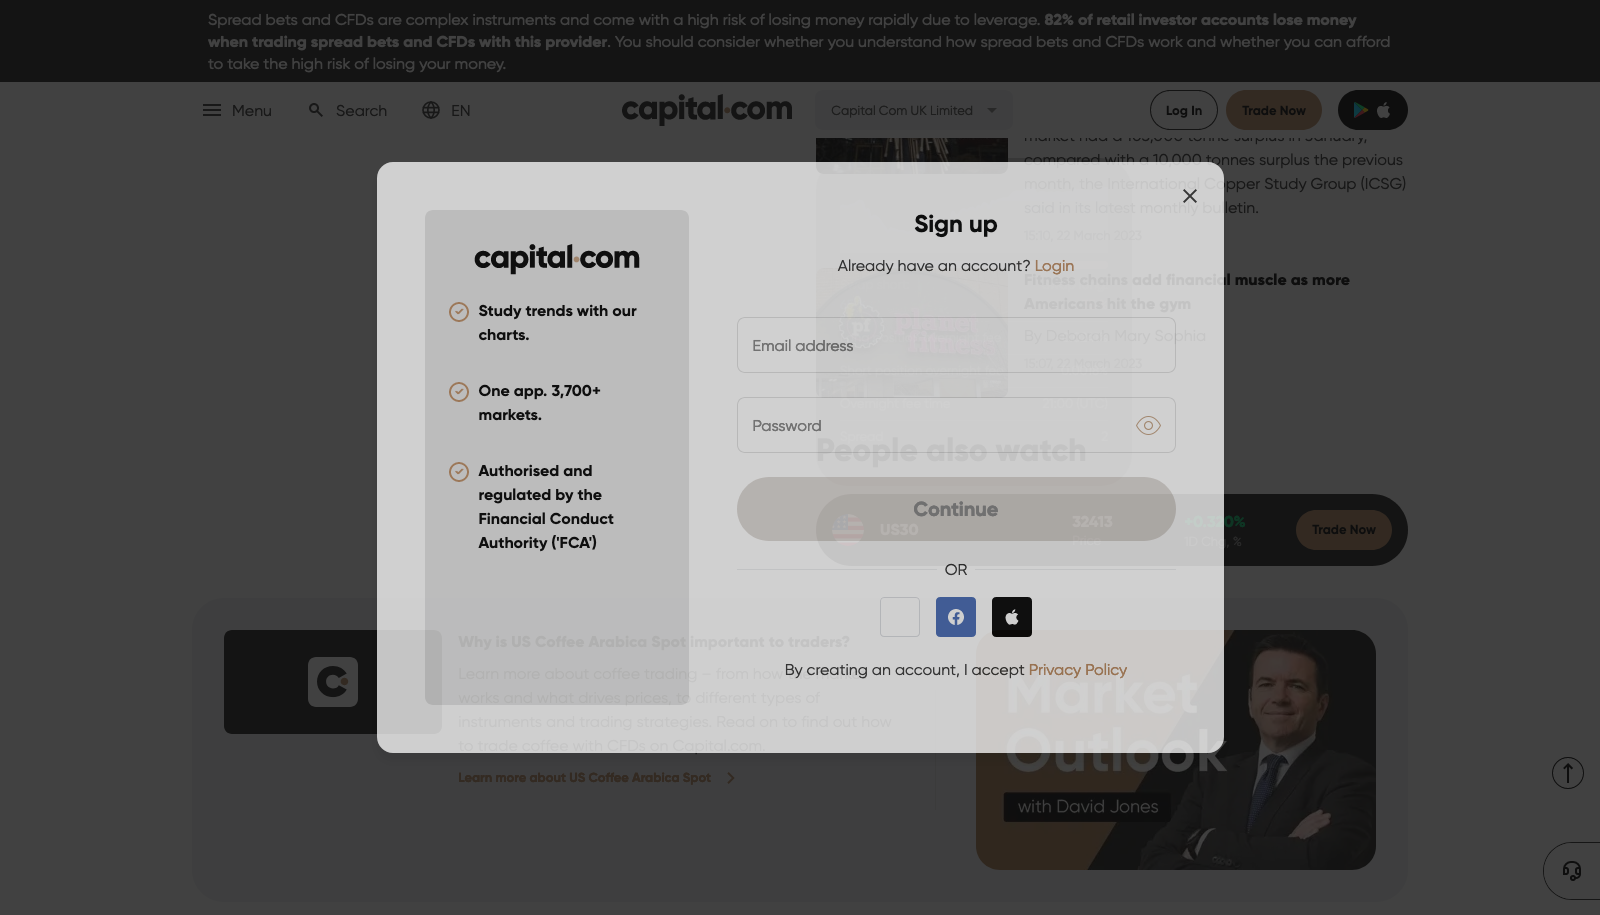 Spread bets and CFDs are complex instruments and come with a high risk of losing money rapidly due to leverage. 82% of retail investor accounts lose money
when trading spread bets and CFDs with this provider. You should consider whether you understand how spread bets and CFDs work and whether you can afford
to take the high risk of losing your money.
Menu
Search
EN
capital.com
Capital Com UK Limited
Log In
Trade Now
market had a 103,000 tonne surplus in January,
compared with a 10,000 tonnes surplus the previous
month, the International Copper Study Group (ICSG)
said in its latest monthly bulletin.
15:10, 22 March 2023
Fitness chains add financial muscle as more
Americans hit the gym
By Deborah Mary Sophia
15:07, 22 March 2023
People also watch
US30
32413
Trade Now
capital.com
Study trends with our
charts.
One app. 3,700+
markets.
Authorised and
regulated by the
Financial Conduct
Authority ('FCA')
Sign up
Already have an account? Login
Email address
Password
Continue
OR
By creating an account, I accept Privacy Policy
Why is US Coffee Arabica Spot important to traders?
Learn more about coffee trading – from how
works and what drives prices, to different types of
instruments and trading strategies. Read on to find out how
to trade coffee with CFDs on Capital.com.
Learn more about US Coffee Arabica Spot
Market
Outlook
with David Jones